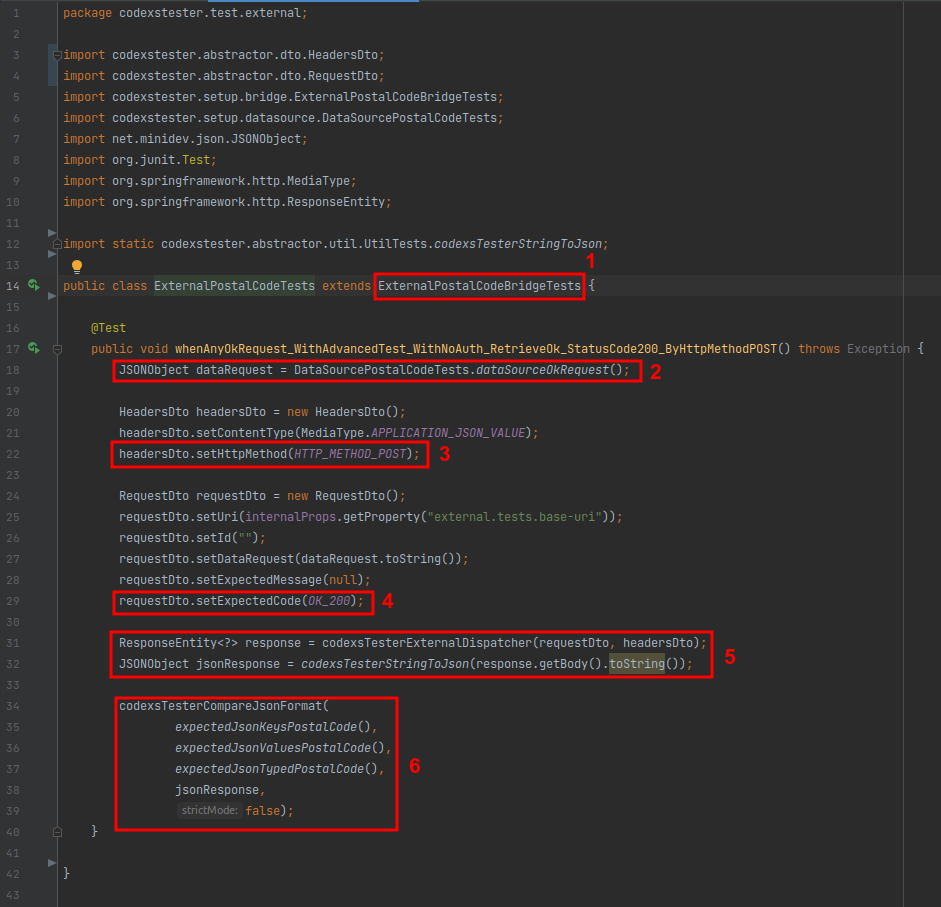 1 package codexstester.test.external;
2
3 import codexstester.abstractor.dto.HeadersDto;
4 import codexstester.abstractor.dto.RequestDto;
5 import codexstester.setup.bridge.ExternalPostalCodeBridgeTests;
6 import codexstester.setup.datasource.DataSourcePostalCodeTests;
7 import net.minidev.json.JSONObject;
8 import org.junit.Test;
9 import org.springframework.http.MediaType;
10 import org.springframework.http.ResponseEntity;
11
12 import static codexstester.abstractor.util.UtilTests.codexsTesterStringToJson;
13
1
14 public class ExternalPostalCodeTests extends ExternalPostalCodeBridgeTests {
15
16 @Test
17 public void whenAnyOkRequest_WithAdvancedTest_WithNoAuth_RetrieveOk_StatusCode200_ByHttpMethodPOST() throws Exception {
18 JSONObject dataRequest = DataSourcePostalCodeTests.dataSourceOkRequest(); 2
19
20 HeadersDto headersDto = new HeadersDto();
21 headersDto.setContentType(MediaType.APPLICATION_JSON_VALUE);
22 headersDto.setHttpMethod(HTTP_METHOD_POST); 3
23
24 RequestDto requestDto = new RequestDto();
25 requestDto.setUri(internalProps.getProperty("external.tests.base-uri"));
26 requestDto.setId("");
27 requestDto.setDataRequest(dataRequest.toString());
28 requestDto.setExpectedMessage(null);
29 requestDto.setExpectedCode(OK_200); 4
30
31 ResponseEntity<?> response = codexsTesterExternalDispatcher(requestDto, headersDto);
32 JSONObject jsonResponse = codexsTesterStringToJson(response.getBody().toString()); 5
33
34 codexsTesterCompareJsonFormat(
35 expectedJsonKeysPostalCode(),
36 expectedJsonValuesPostalCode(),
37 expectedJsonTypedPostalCode(), 6
38 jsonResponse,
39 strictMode: false);
40 }
41
42 }
43